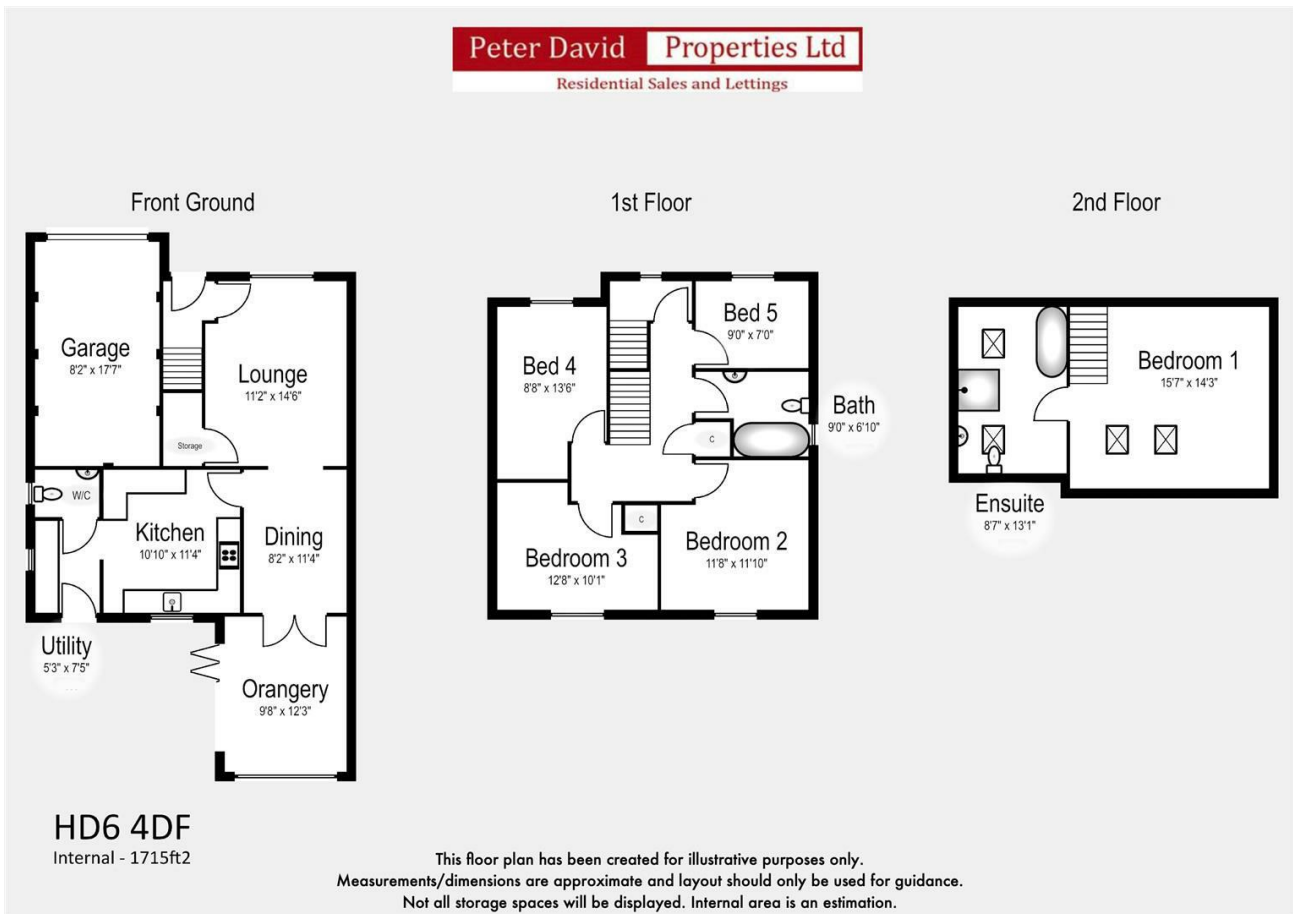 Peter David Properties Ltd
Residential Sales and Lettings
Front Ground
1st Floor
2nd Floor
Garage
8'2" x 17'7"
Lounge
11'2" x 14'6"
Storage
W/C
Kitchen
10'10" x 11'4"
Dining
8'2" x 11'4"
Utility
5'3" x 7'5"
Orangery
9'8" x 12'3"
Bed 5
9'0" x 7'0"
Bed 4
8'8" x 13'6"
Bath
9'0" x 6'10"
C
C
Bedroom 3
12'8" x 10'1"
Bedroom 2
11'8" x 11'10"
Bedroom 1
15'7" x 14'3"
Ensuite
8'7" x 13'1"
HD6 4DF
Internal - 1715ft2
This floor plan has been created for illustrative purposes only.
Measurements/dimensions are approximate and layout should only be used for guidance.
Not all storage spaces will be displayed. Internal area is an estimation.